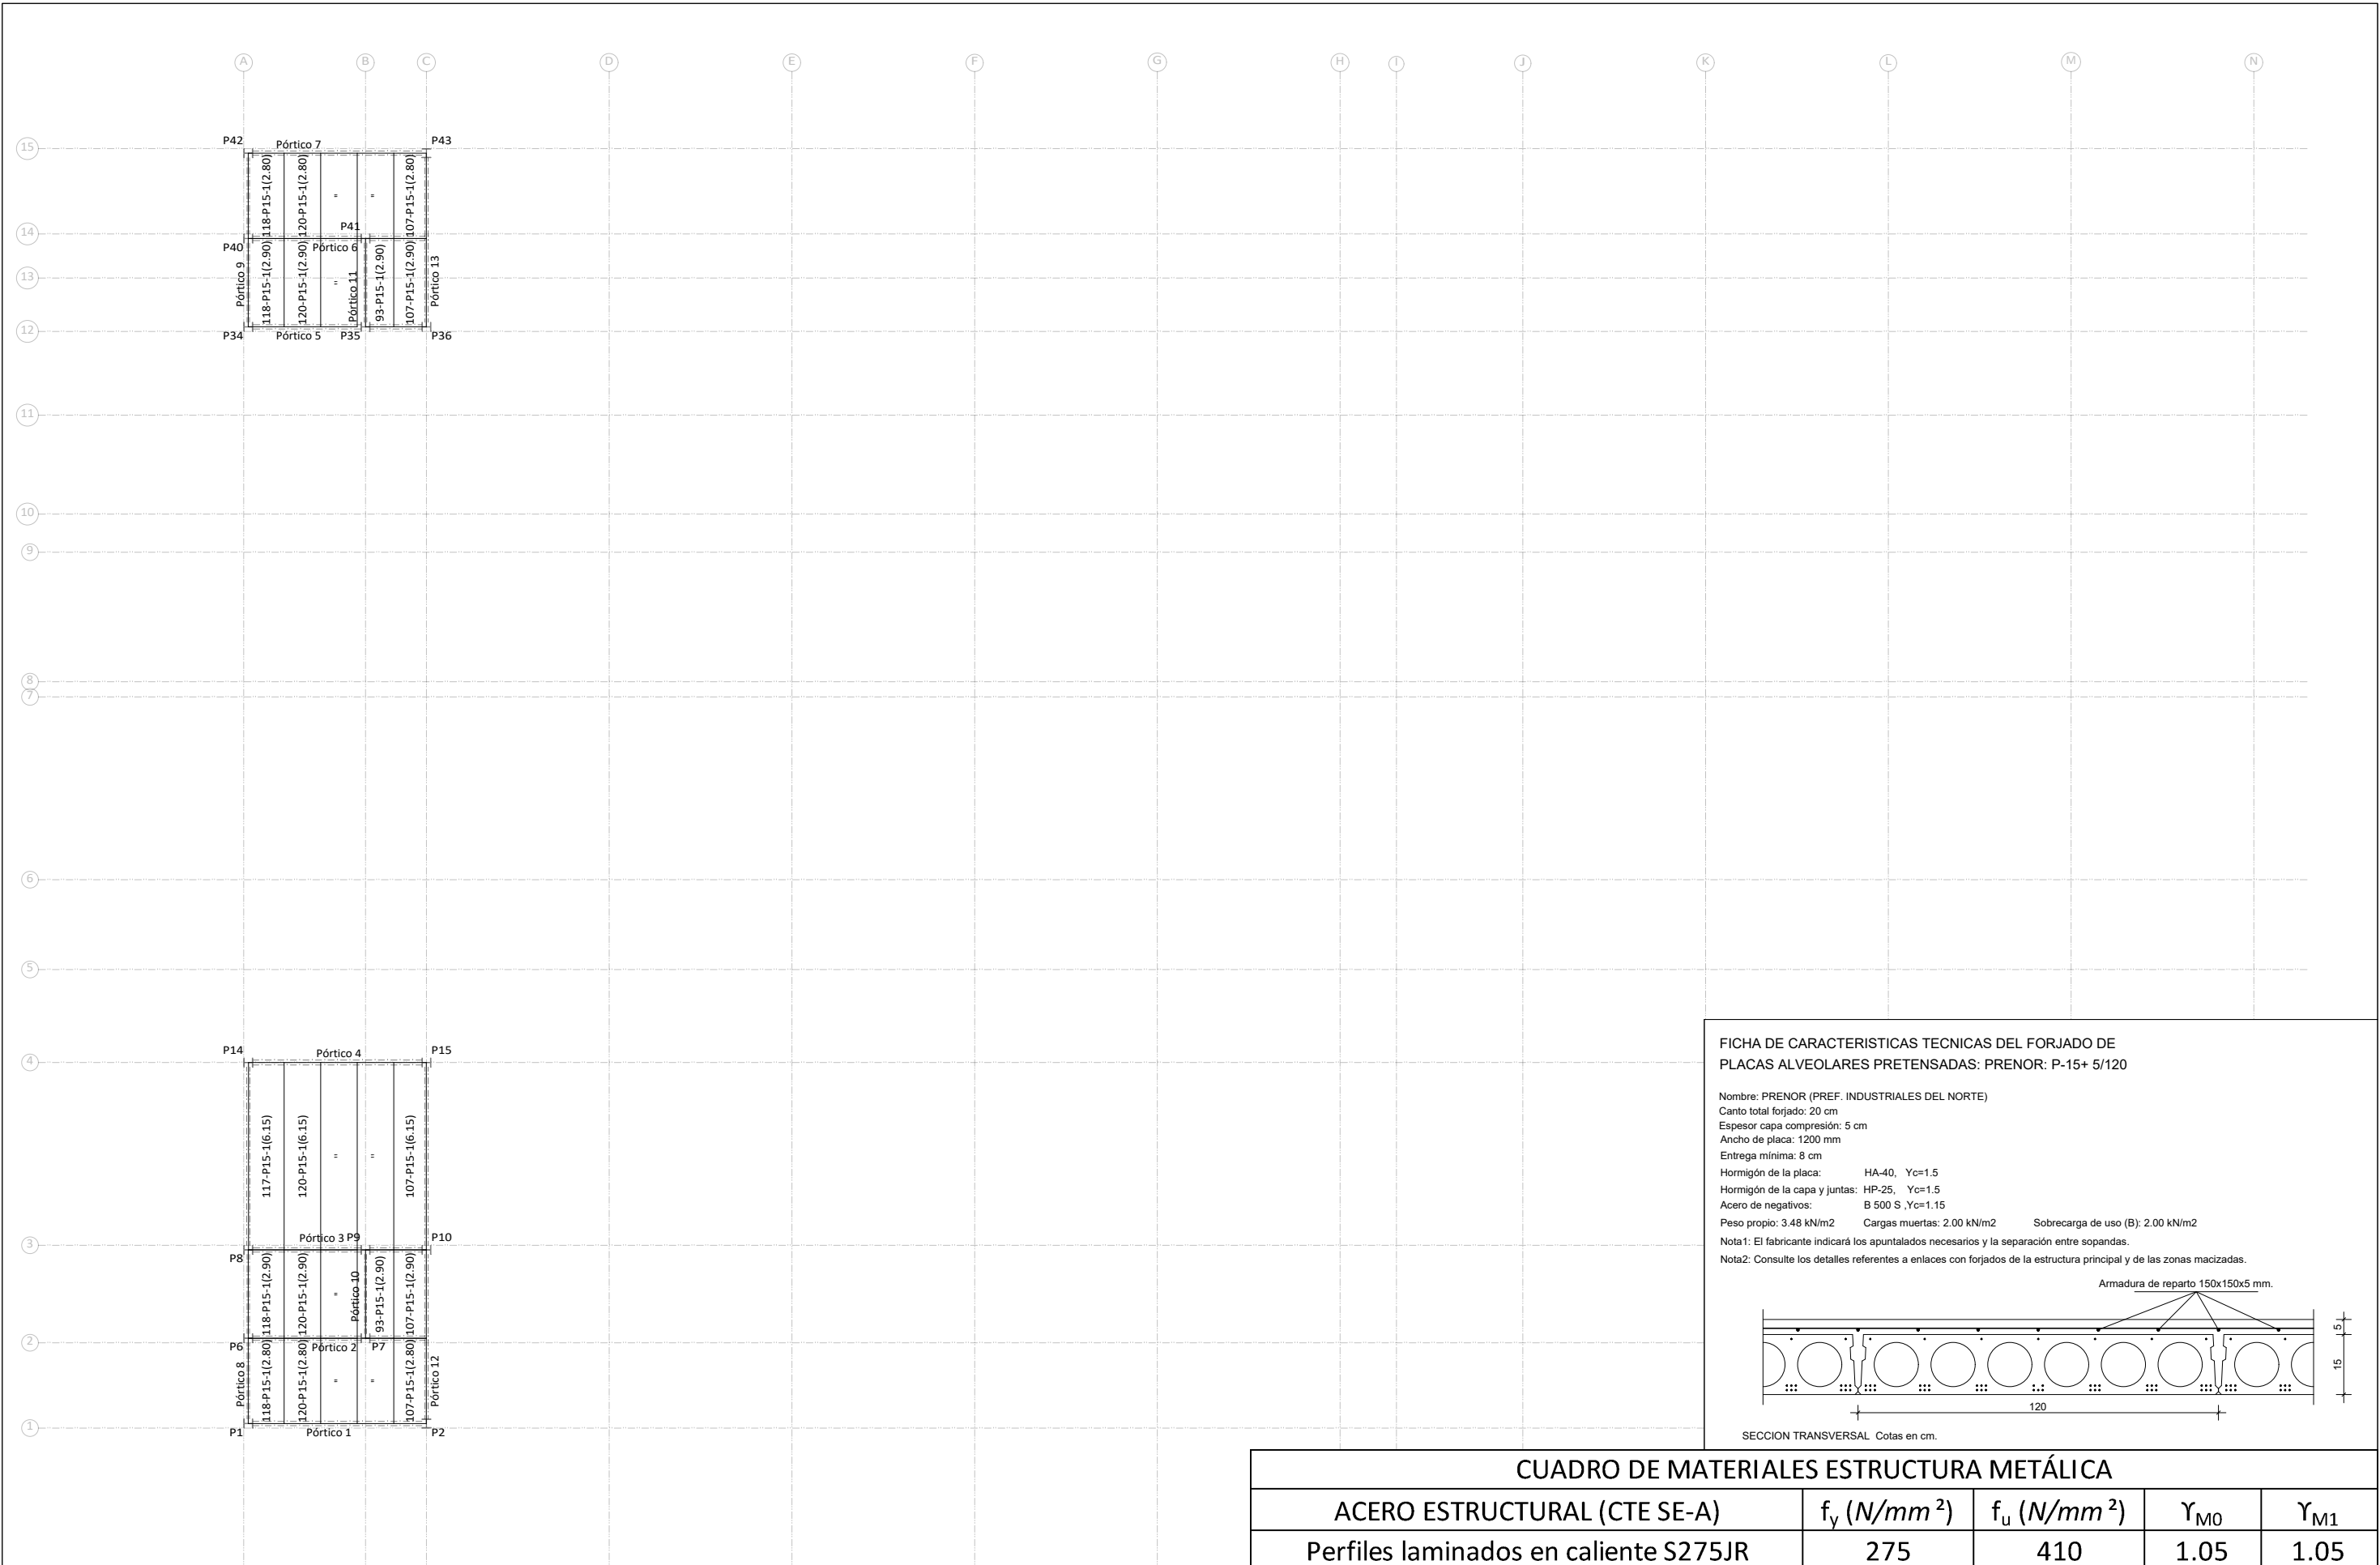 A B C D E F G H I J K L M N
15
P42 Pórtico 7 P43
118-P15-1(2.80) 120-P15-1(2.80) " " 107-P15-1(2.80)
14
P41
P40 Pórtico 6
13
Pórtico 9 118-P15-1(2.90) 120-P15-1(2.90) " Pórtico 11 93-P15-1(2.90) 107-P15-1(2.90) Pórtico 13
12
P34 Pórtico 5 P35 P36
11
10
9
8
7
6
5
P14 Pórtico 4 P15
4
117-P15-1(6.15) 120-P15-1(6.15) " " 107-P15-1(6.15)
Pórtico 3 P9 P10
3
P8
118-P15-1(2.90) 120-P15-1(2.90) " Pórtico 10 93-P15-1(2.90) 107-P15-1(2.90)
2
P6 Pórtico 2 P7
Pórtico 8 118-P15-1(2.80) 120-P15-1(2.80) " " 107-P15-1(2.80) Pórtico 12
1
P1 Pórtico 1 P2
FICHA DE CARACTERISTICAS TECNICAS DEL FORJADO DE
PLACAS ALVEOLARES PRETENSADAS: PRENOR: P-15+ 5/120
Nombre: PRENOR (PREF. INDUSTRIALES DEL NORTE)
Canto total forjado: 20 cm
Espesor capa compresión: 5 cm
Ancho de placa: 1200 mm
Entrega mínima: 8 cm
Hormigón de la placa: HA-40, Yc=1.5
Hormigón de la capa y juntas: HP-25, Yc=1.5
Acero de negativos: B 500 S ,Yc=1.15
Peso propio: 3.48 kN/m2 Cargas muertas: 2.00 kN/m2 Sobrecarga de uso (B): 2.00 kN/m2
Nota1: El fabricante indicará los apuntalados necesarios y la separación entre sopandas.
Nota2: Consulte los detalles referentes a enlaces con forjados de la estructura principal y de las zonas macizadas.
Armadura de reparto 150x150x5 mm.
5
15
120
SECCION TRANSVERSAL Cotas en cm.
CUADRO DE MATERIALES ESTRUCTURA METÁLICA
ACERO ESTRUCTURAL (CTE SE-A) fy (N/mm²) fu (N/mm²) ϒM0 ϒM1
Perfiles laminados en caliente S275JR 275 410 1.05 1.05